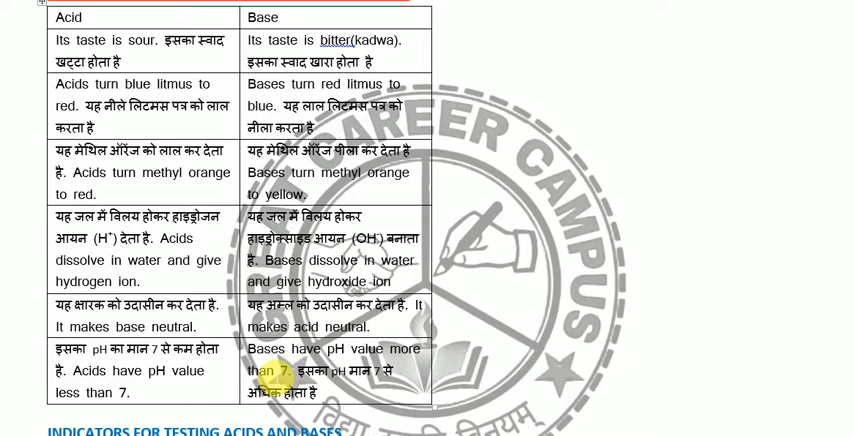 Acid
Base
Its taste is sour. इसका स्वाद
खट्टा होता है
Its taste is bitter(kadwa).
इसका स्वाद खारा होता है
Acids turn blue litmus to
red. यह नीले लिटमस पत्र को लाल
करता है
Bases turn red litmus to
blue. यह लाल लिटमस पत्र को
नीला करता है
यह मेथिल ऑरेंज को लाल कर देता
है. Acids turn methyl orange
to red.
यह मेथिल ऑरेंज पीला कर देता है
Bases turn methyl orange
to yellow.
यह जल में विलय होकर हाइड्रोजन
आयन (H⁺) देता है. Acids
dissolve in water and give
hydrogen ion.
यह जल में विलय होकर
हाइड्रोक्साइड आयन (OH) बनाता
है. Bases dissolve in water
and give hydroxide ion
यह क्षारक को उदासीन कर देता है.
It makes base neutral.
यह अम्ल को उदासीन कर देता है. It
makes acid neutral.
इसका pH का मान 7 से कम होता
है. Acids have pH value
less than 7.
Bases have pH value more
than 7. इसका pH मान 7 से
अधिक होता है
INDICATORS FOR TESTING ACIDS AND BASES
GREAT CAREER CAMPUS
विद्या